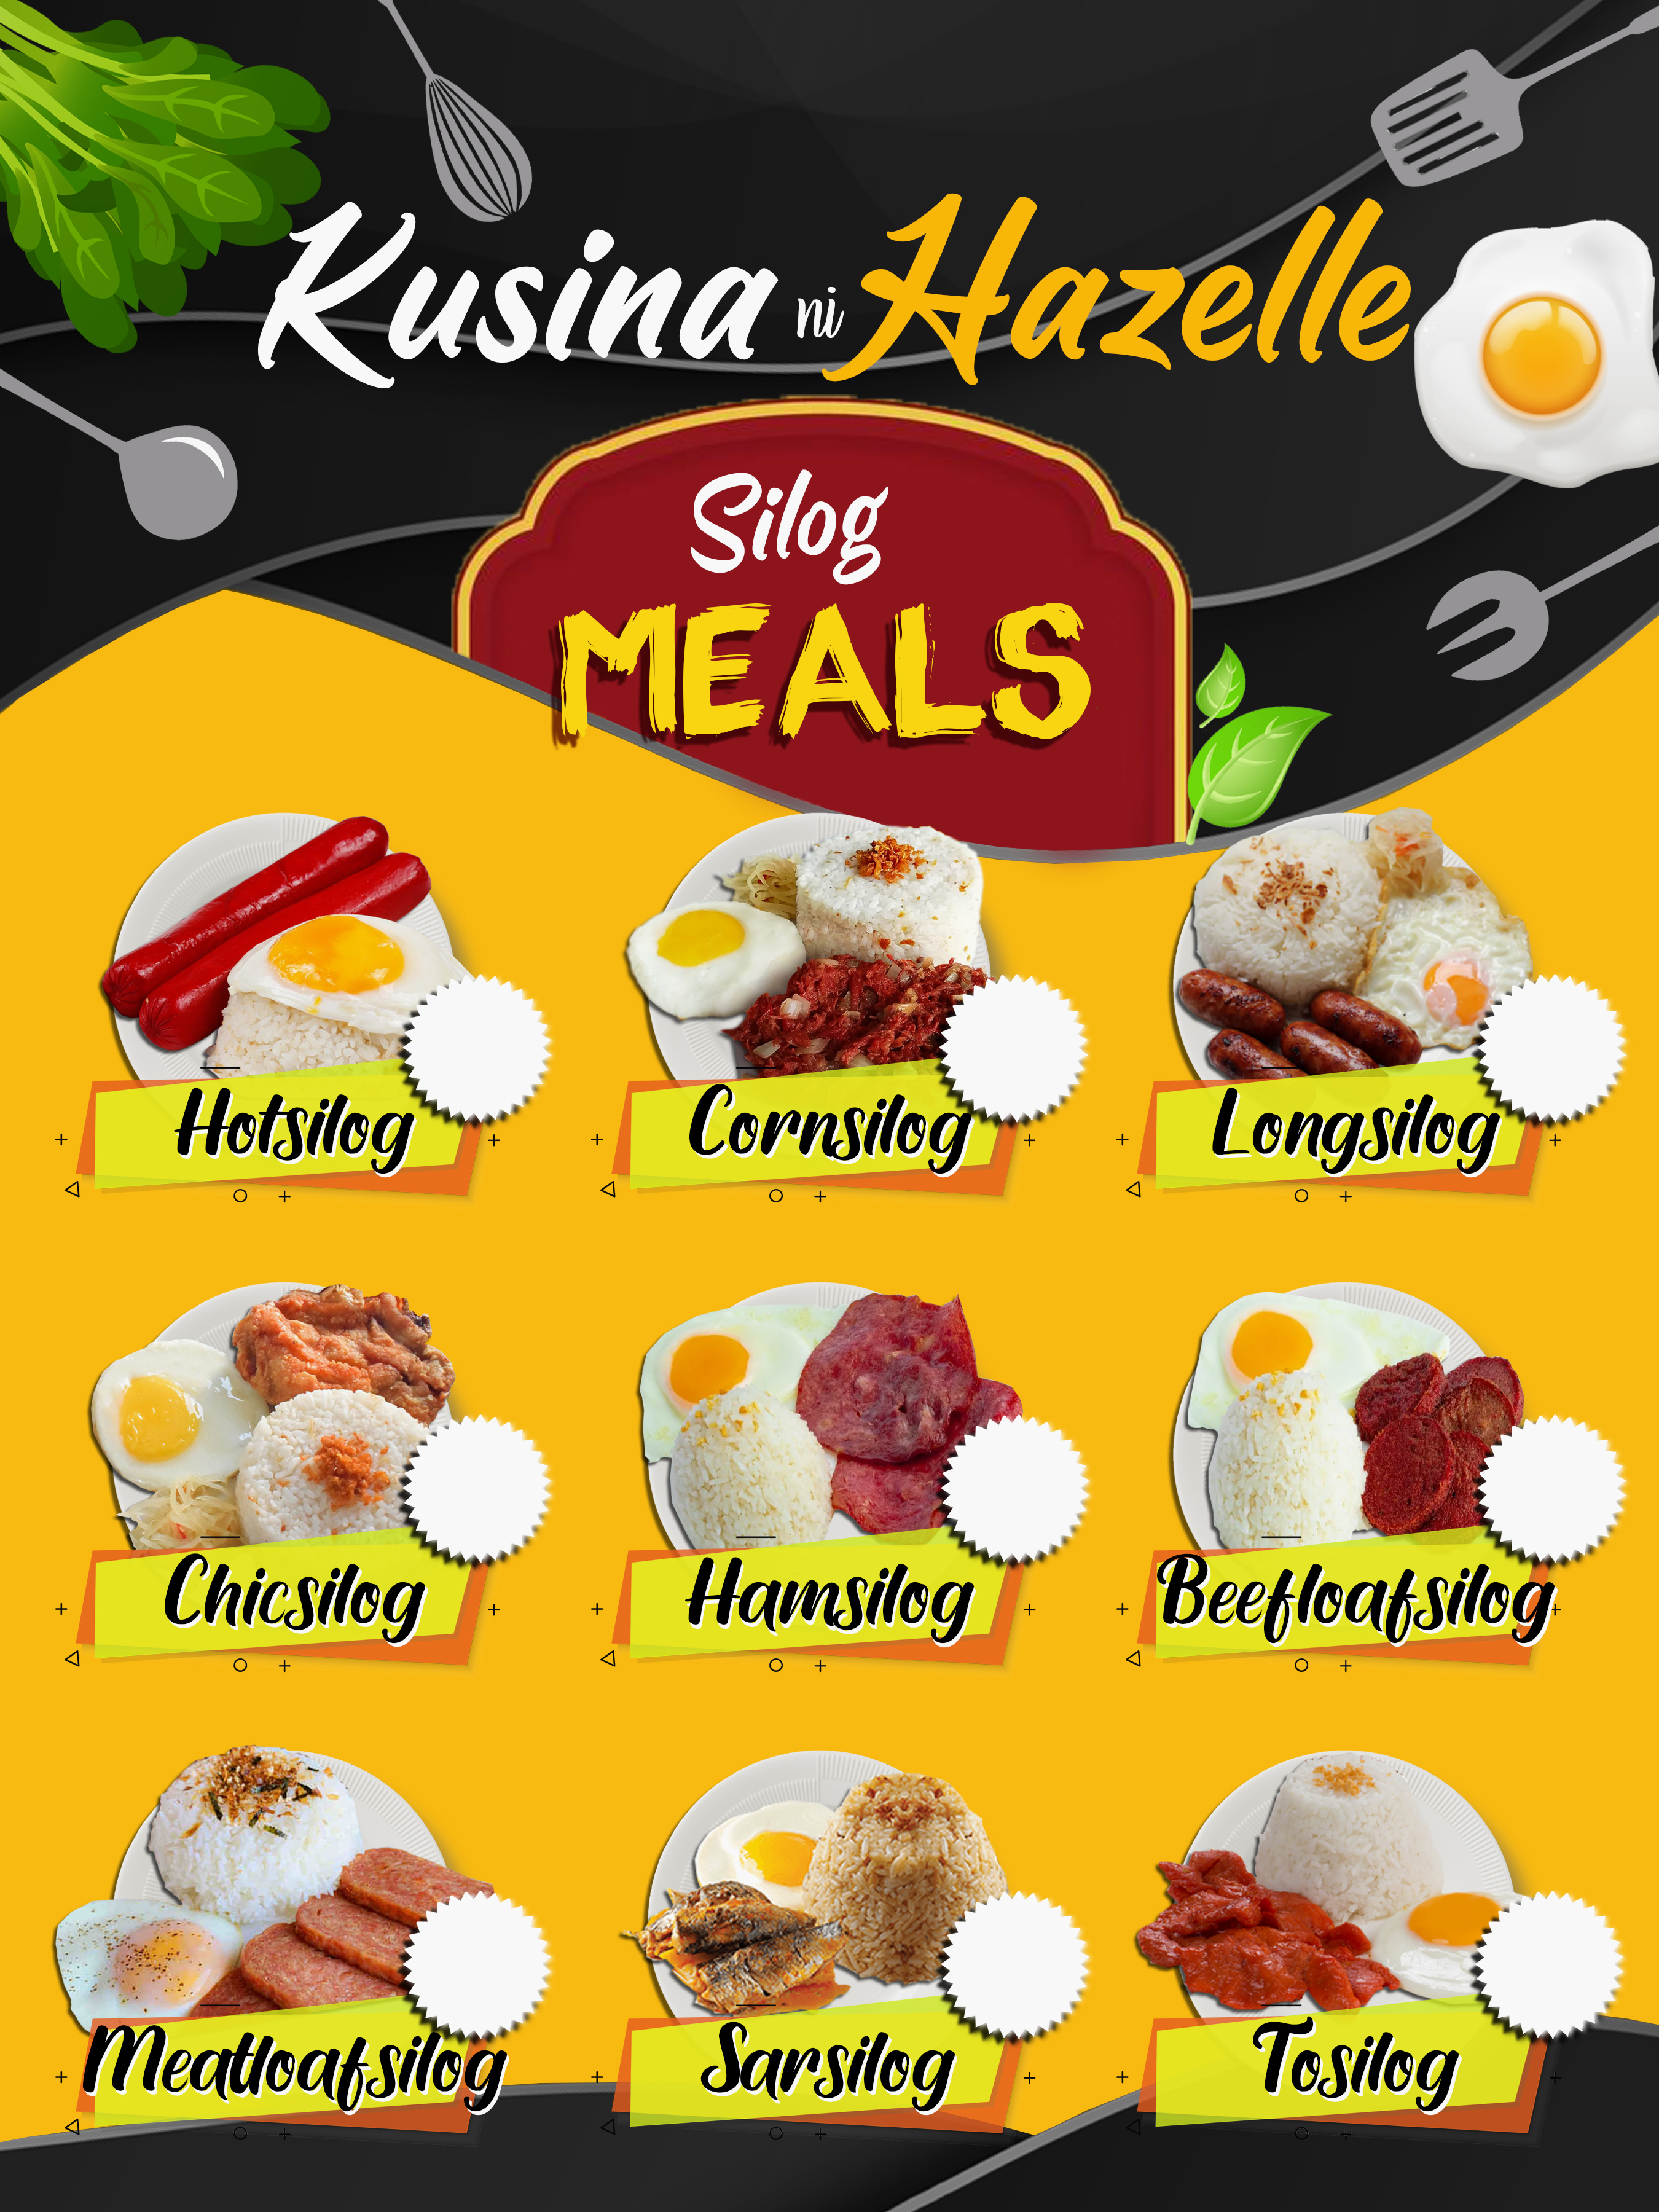 Kusina ni Hazelle
Silog
MEALS
Hotsilog
Cornsilog
Longsilog
Chicsilog
Hamsilog
Beefloafsilog
Meatloafsilog
Sarsilog
Tosilog